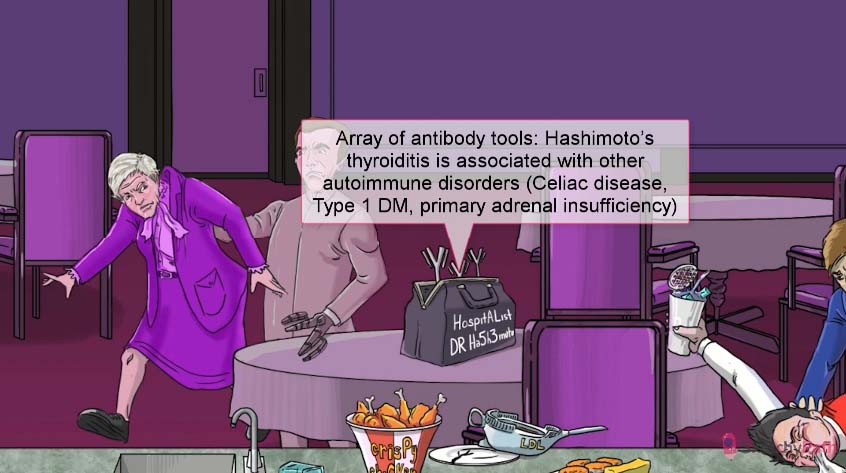 Array of antibody tools: Hashimoto's
thyroiditis is associated with other
autoimmune disorders (Celiac disease,
Type 1 DM, primary adrenal insufficiency)
HospitAList
DR Ha5h3moto
LDL
crispy